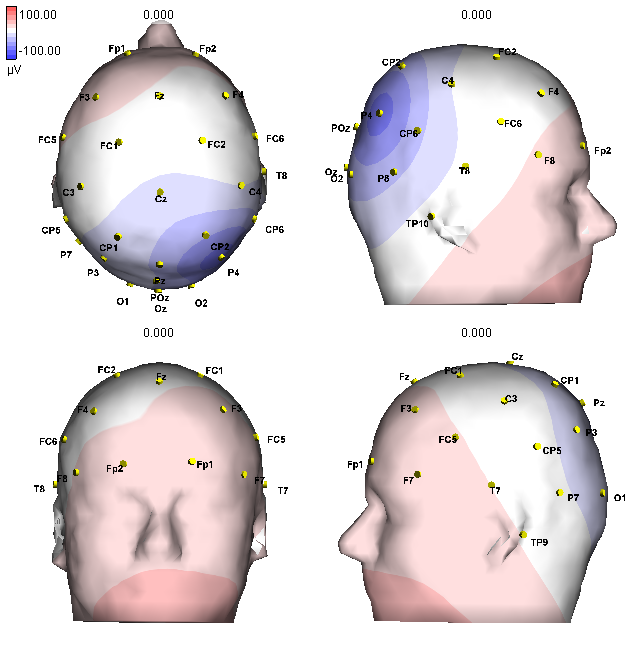 100.00
-100.00
µV
0.000
Fp1 Fp2
F3 Fz F4
FC5 FC1 FC2 FC6
T8
C3 Cz C4
CP5 CP6
P7 CP1 CP2
P3 Pz P4
O1 POz O2
Oz
0.000
CP2 FC2
C4 F4
P4 FC6
POz CP6 Fp2
F8
Oz P8 T8
O2
TP10
0.000
FC2 Fz FC1
F4 F3
FC6 FC5
F8 Fp2 Fp1 F7
T8 T7
0.000
Cz
Fz FC1 CP1
F3 C3 Pz
FC5 P3
CP5
Fp1 F7
T7 P7 O1
TP9